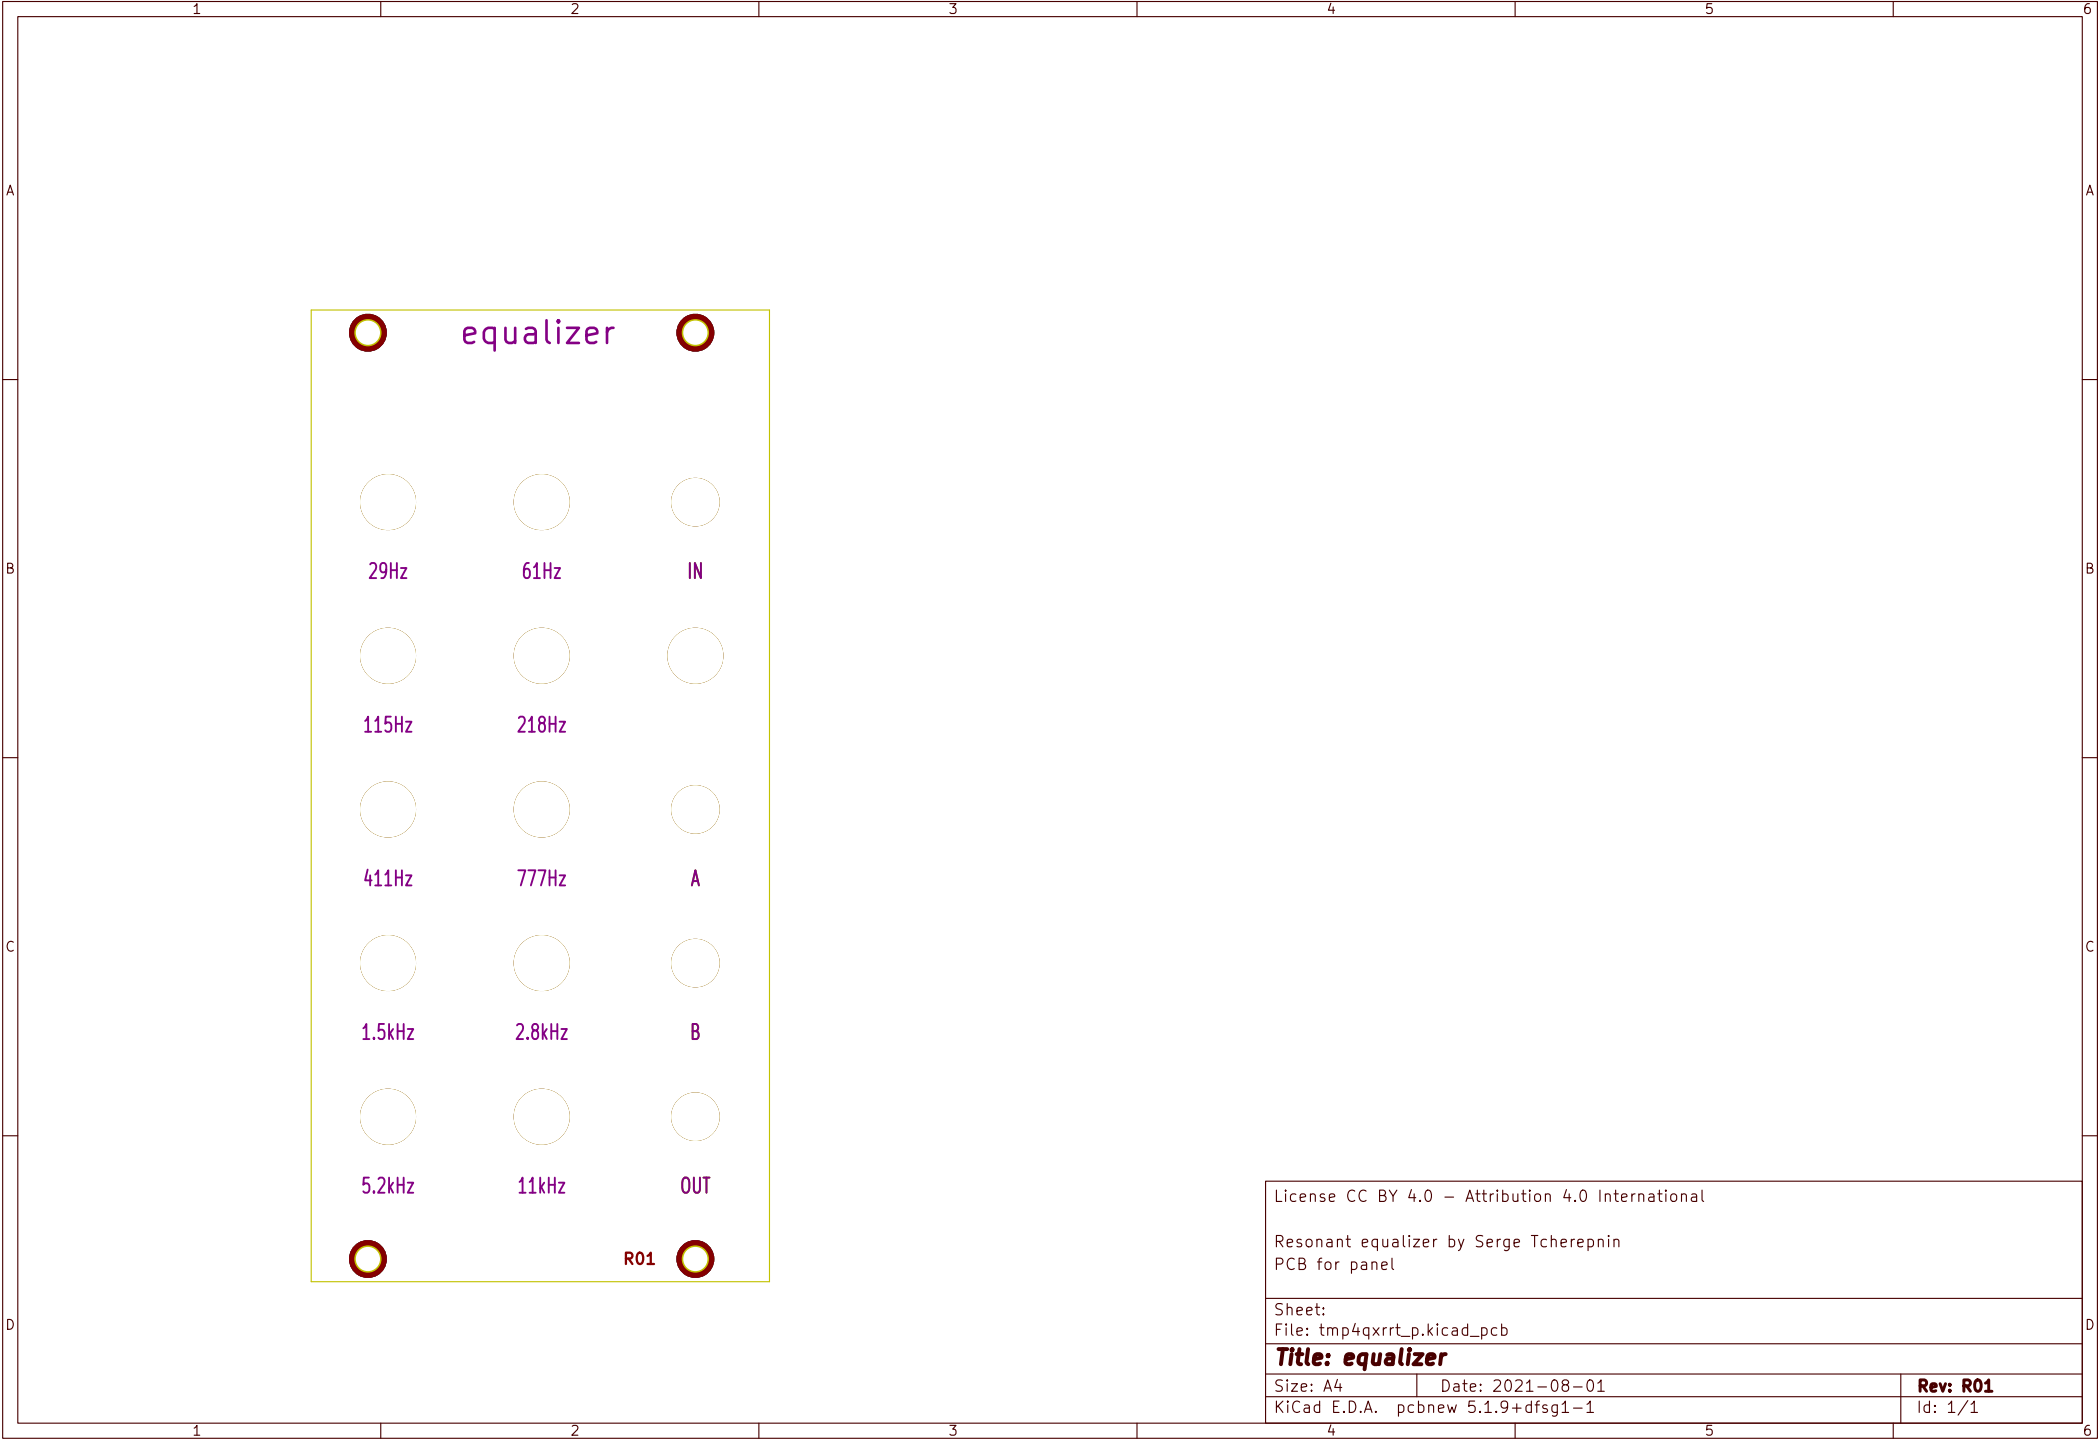 1 2 3 4 5 6
A A
equalizer
29Hz 61Hz IN
B B
115Hz 218Hz
411Hz 777Hz A
C C
1.5kHz 2.8kHz B
5.2kHz 11kHz OUT
R01
License CC BY 4.0 - Attribution 4.0 International
Resonant equalizer by Serge Tcherepnin
PCB for panel
Sheet:
D D
File: tmp4qxrrt_p.kicad_pcb
Title: equalizer
Size: A4 Date: 2021-08-01 Rev: R01
KiCad E.D.A. pcbnew 5.1.9+dfsg1-1 Id: 1/1
1 2 3 4 5 6